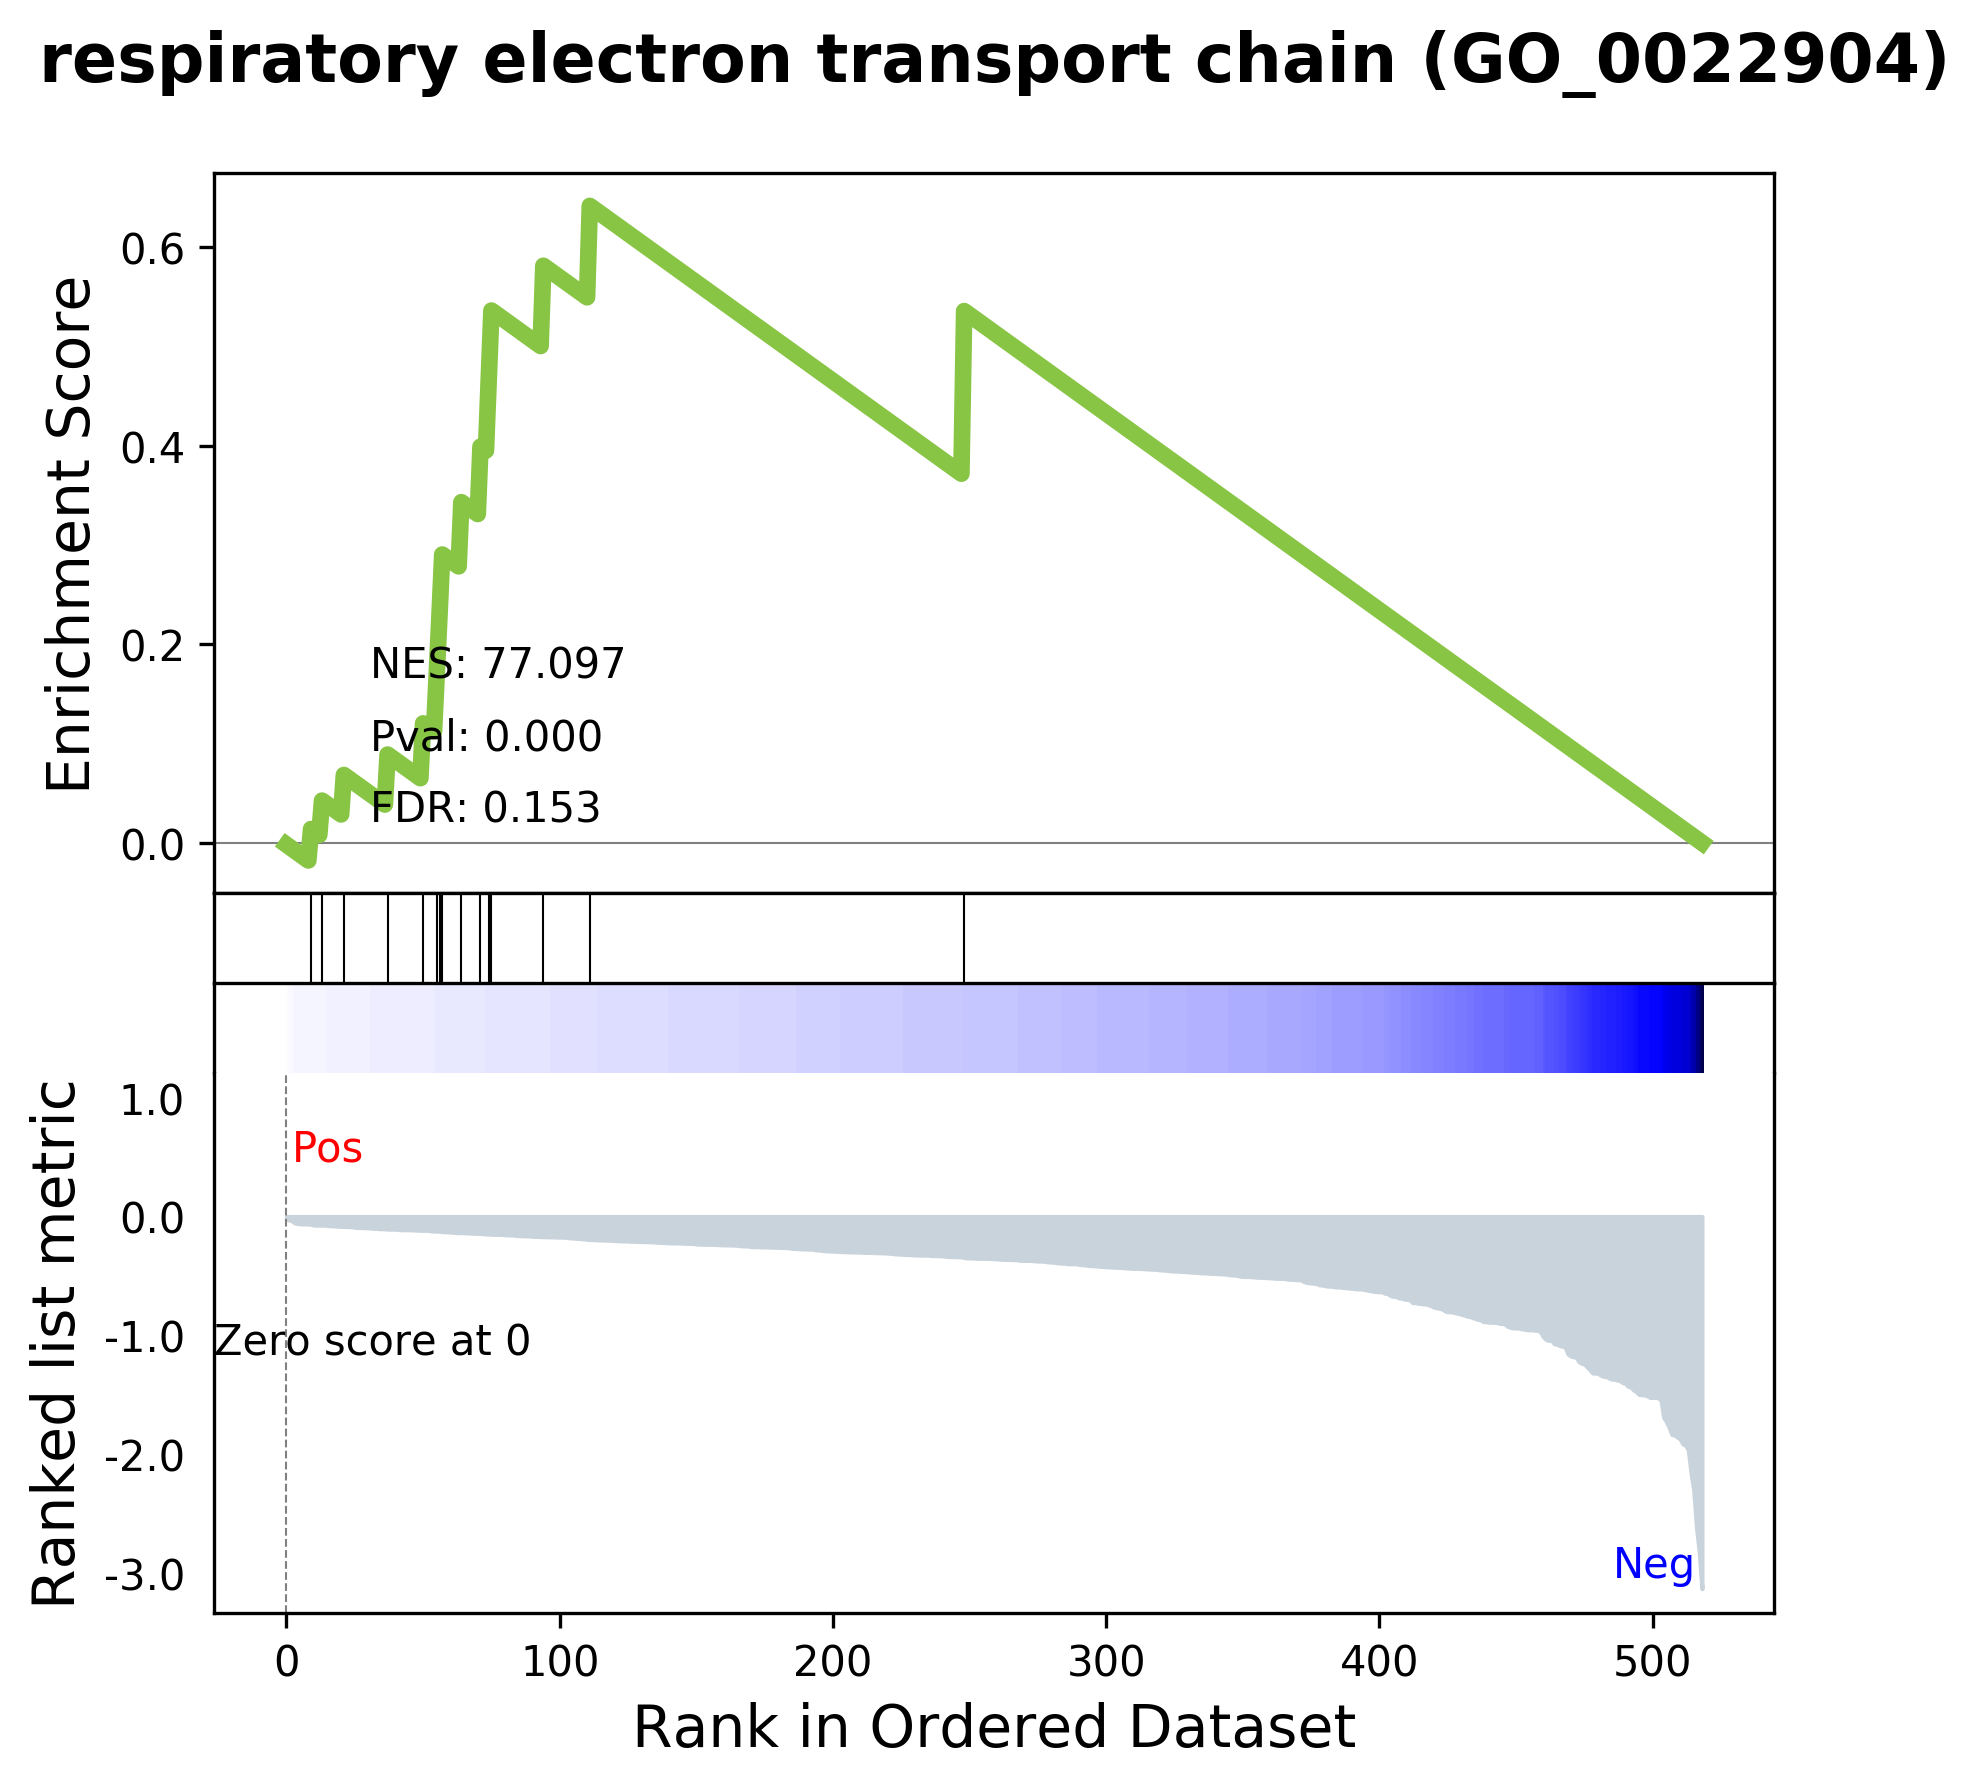 respiratory electron transport chain (GO_0022904)
Enrichment Score
0.6
0.4
0.2
0.0
NES: 77.097
Pval: 0.000
FDR: 0.153
Ranked list metric
1.0
0.0
-1.0
-2.0
-3.0
Pos
Zero score at 0
Neg
0 100 200 300 400 500
Rank in Ordered Dataset